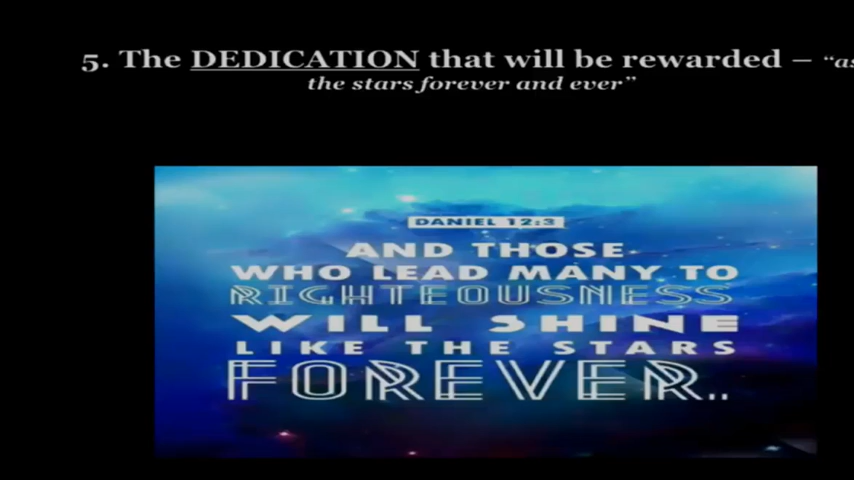 5. The DEDICATION that will be rewarded – “as
the stars forever and ever”
DANIEL 12:3
AND THOSE
WHO LEAD MANY TO
RIGHTEOUSNESS
WILL SHINE
LIKE THE STARS
FOREVER..